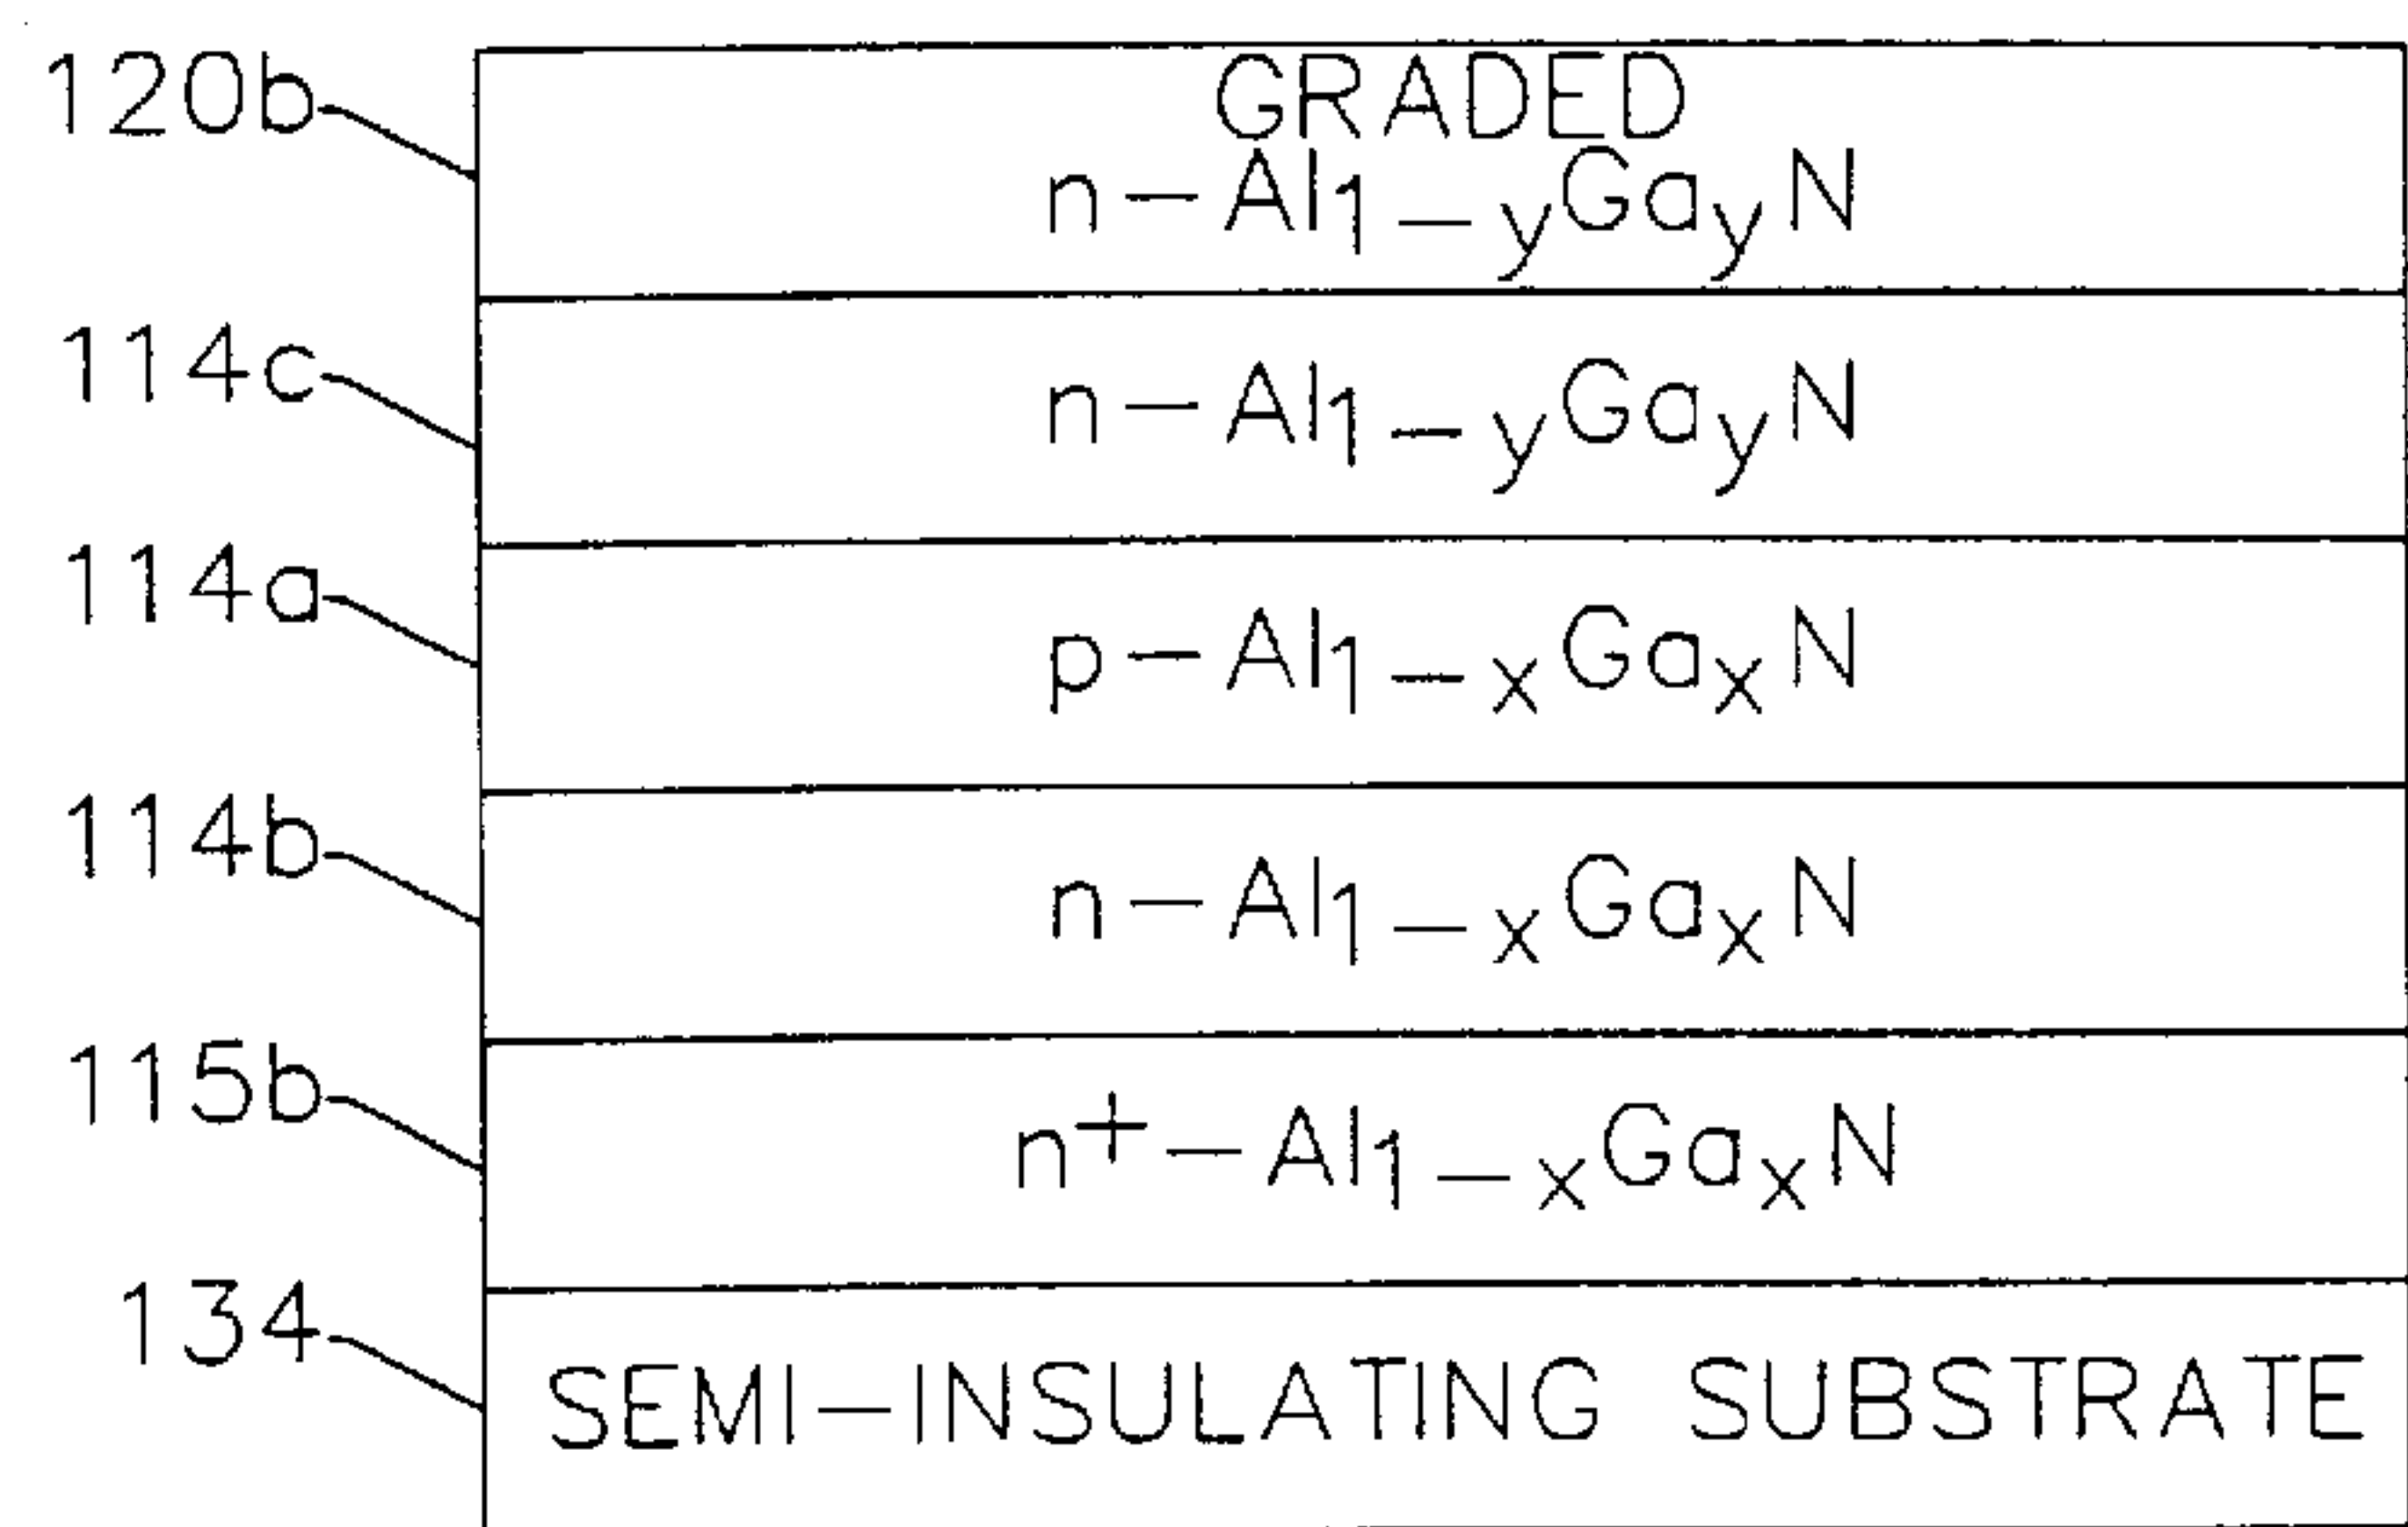 120b
GRADED
n-Al1-yGayN
114c
n-Al1-yGayN
114a
p-Al1-xGaxN
114b
n-Al1-xGaxN
115b
n+-Al1-xGaxN
134
SEMI-INSULATING SUBSTRATE